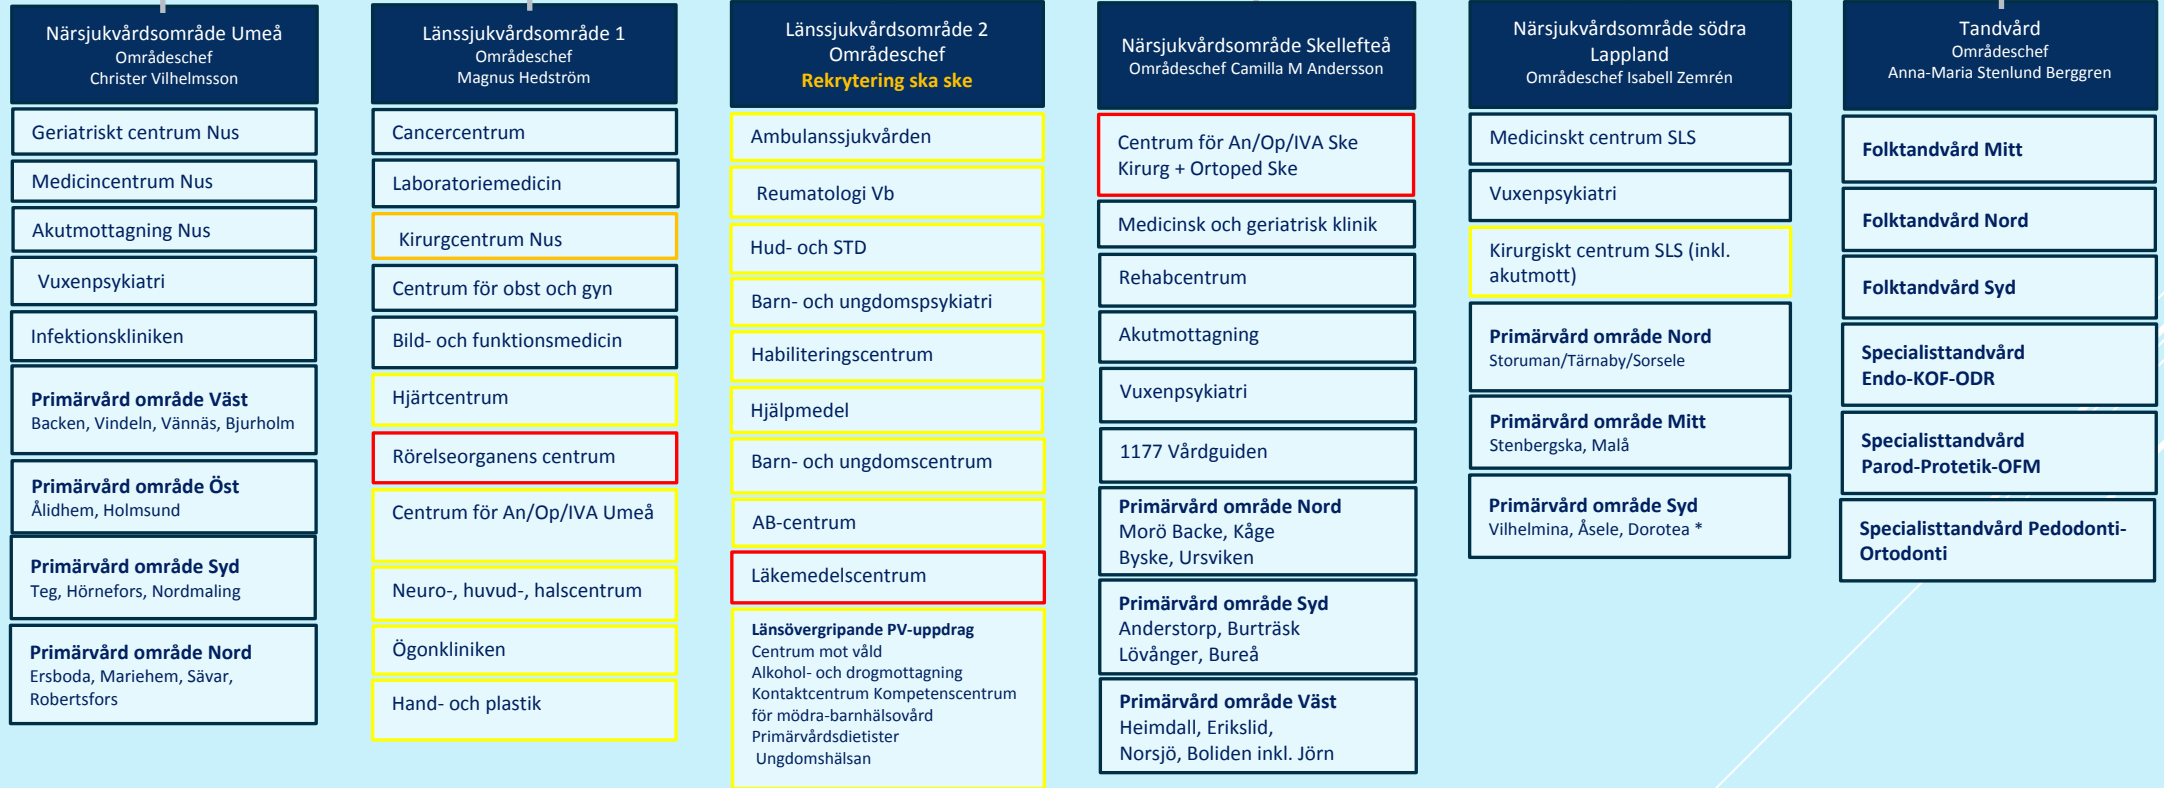 Närsjukvårdsområde Umeå
Områdeschef
Christer Vilhelmsson
Geriatriskt centrum Nus
Medicincentrum Nus
Akutmottagning Nus
Vuxenpsykiatri
Infektionskliniken
Primärvård område Väst
Backen, Vindeln, Vännäs, Bjurholm
Primärvård område Öst
Ålidhem, Holmsund
Primärvård område Syd
Teg, Hörnefors, Nordmaling
Primärvård område Nord
Ersboda, Mariehem, Sävar,
Robertsfors
Länssjukvårdsområde 1
Områdeschef
Magnus Hedström
Cancercentrum
Laboratoriemedicin
Kirurgcentrum Nus
Centrum för obst och gyn
Bild- och funktionsmedicin
Hjärtcentrum
Rörelseorganens centrum
Centrum för An/Op/IVA Umeå
Neuro-, huvud-, halscentrum
Ögonkliniken
Hand- och plastik
Länssjukvårdsområde 2
Områdeschef
Rekrytering ska ske
Ambulanssjukvården
Reumatologi Vb
Hud- och STD
Barn- och ungdomspsykiatri
Habiliteringscentrum
Hjälpmedel
Barn- och ungdomscentrum
AB-centrum
Läkemedelscentrum
Länsövergripande PV-uppdrag
Centrum mot våld
Alkohol- och drogmottagning
Kontaktcentrum Kompetenscentrum
för mödra-barnhälsovård
Primärvårdsdietister
Ungdomshälsan
Närsjukvårdsområde Skellefteå
Områdeschef Camilla M Andersson
Centrum för An/Op/IVA Ske
Kirurg + Ortoped Ske
Medicinsk och geriatrisk klinik
Rehabcentrum
Akutmottagning
Vuxenpsykiatri
1177 Vårdguiden
Primärvård område Nord
Morö Backe, Kåge
Byske, Ursviken
Primärvård område Syd
Anderstorp, Burträsk
Lövånger, Bureå
Primärvård område Väst
Heimdall, Erikslid,
Norsjö, Boliden inkl. Jörn
Närsjukvårdsområde södra
Lappland
Områdeschef Isabell Zemrén
Medicinskt centrum SLS
Vuxenpsykiatri
Kirurgiskt centrum SLS (inkl.
akutmott)
Primärvård område Nord
Storuman/Tärnaby/Sorsele
Primärvård område Mitt
Stenbergska, Malå
Primärvård område Syd
Vilhelmina, Åsele, Dorotea *
Tandvård
Områdeschef
Anna-Maria Stenlund Berggren
Folktandvård Mitt
Folktandvård Nord
Folktandvård Syd
Specialisttandvård
Endo-KOF-ODR
Specialisttandvård
Parod-Protetik-OFM
Specialisttandvård Pedodonti-
Ortodonti